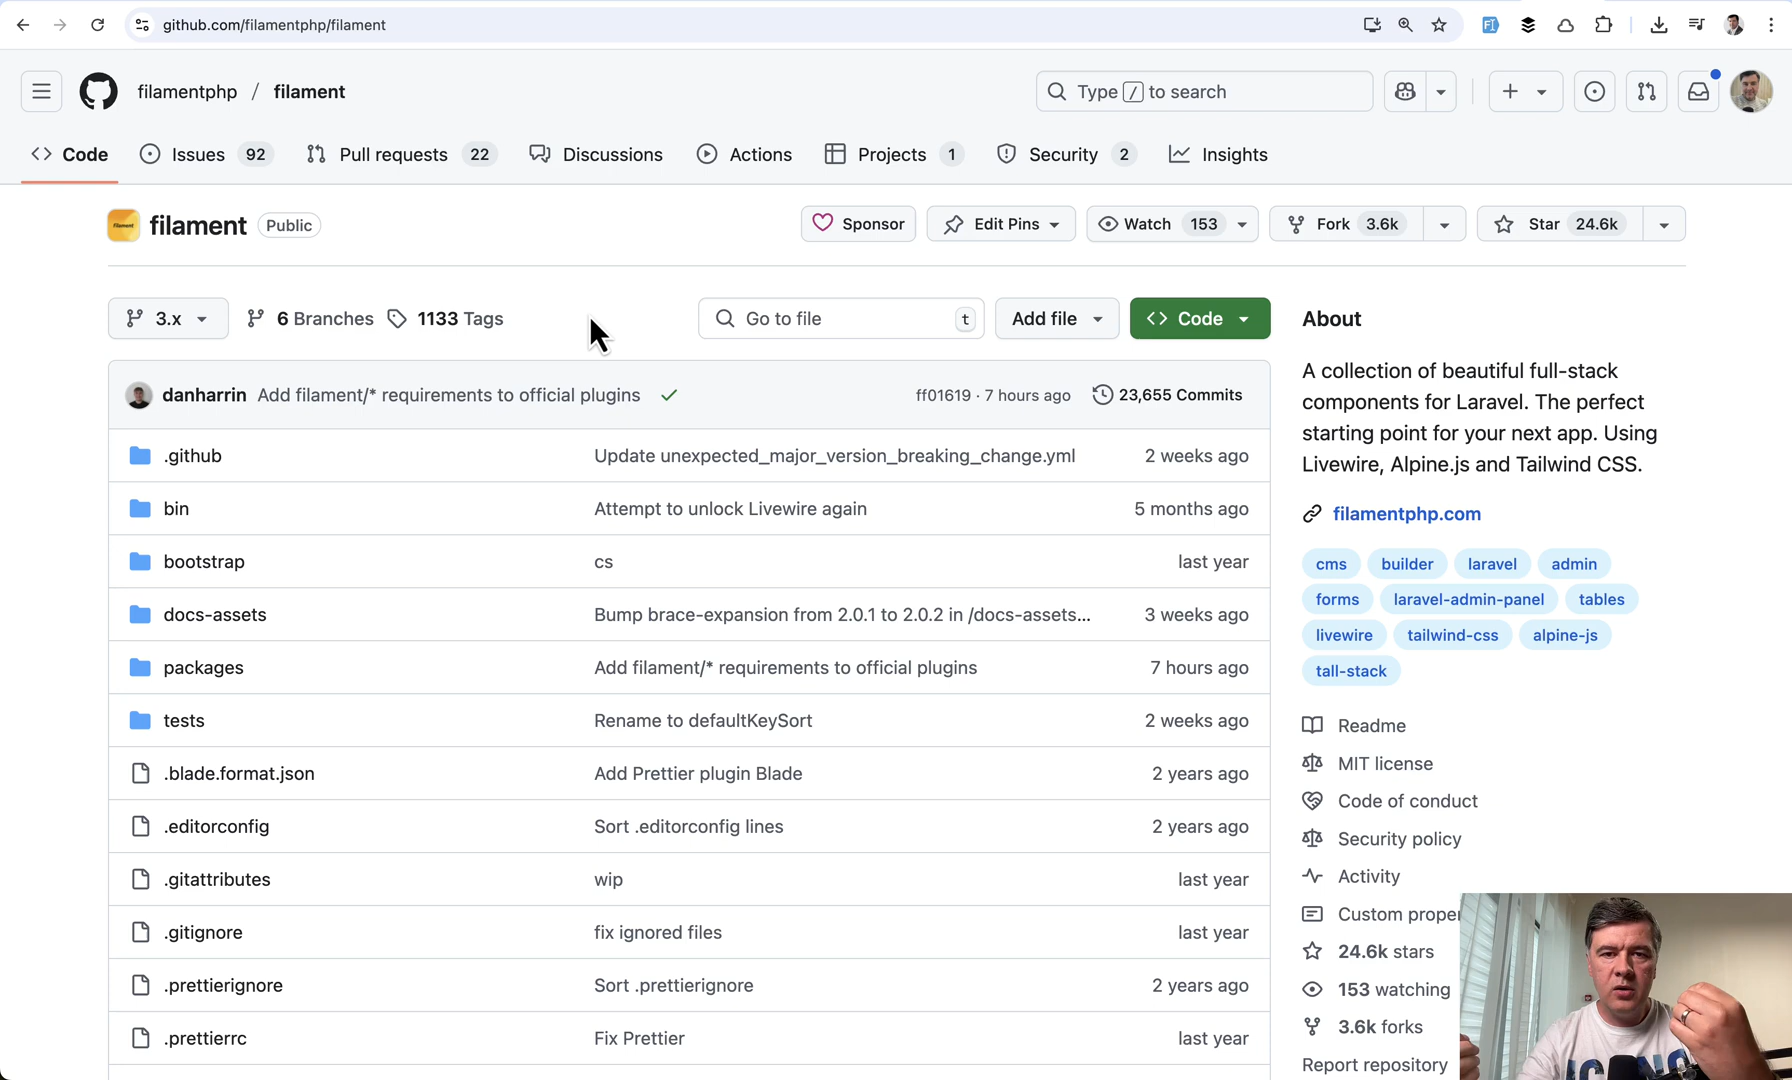 github.com/filamentphp/filament
filamentphp / filament
Type / to search
Code
Issues 92
Pull requests 22
Discussions
Actions
Projects 1
Security 2
Insights
filament Public
Sponsor
Edit Pins
Watch 153
Fork 3.6k
Star 24.6k
3.x
6 Branches
1133 Tags
Go to file t
Add file
<> Code
danharrin Add filament/* requirements to official plugins ff01619 · 7 hours ago 23,655 Commits
.github Update unexpected_major_version_breaking_change.yml 2 weeks ago
bin Attempt to unlock Livewire again 5 months ago
bootstrap cs last year
docs-assets Bump brace-expansion from 2.0.1 to 2.0.2 in /docs-assets... 3 weeks ago
packages Add filament/* requirements to official plugins 7 hours ago
tests Rename to defaultKeySort 2 weeks ago
.blade.format.json Add Prettier plugin Blade 2 years ago
.editorconfig Sort .editorconfig lines 2 years ago
.gitattributes wip last year
.gitignore fix ignored files last year
.prettierignore Sort .prettierignore 2 years ago
.prettierrc Fix Prettier last year
About
A collection of beautiful full-stack
components for Laravel. The perfect
starting point for your next app. Using
Livewire, Alpine.js and Tailwind CSS.
filamentphp.com
cms builder laravel admin
forms laravel-admin-panel tables
livewire tailwind-css alpine-js
tall-stack
Readme
MIT license
Code of conduct
Security policy
Activity
Custom proper
24.6k stars
153 watching
3.6k forks
Report repository